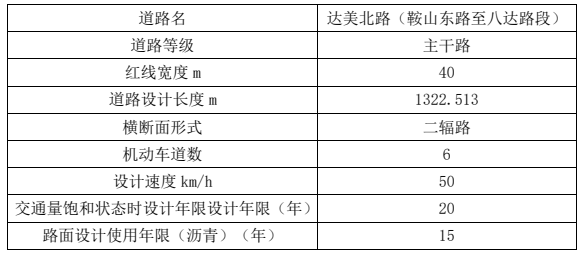 道路名 达美北路（鞍山东路至八达路段）
道路等级 主干路
红线宽度 m 40
道路设计长度 m 1322.513
横断面形式 二辐路
机动车道数 6
设计速度 km/h 50
交通量饱和状态时设计年限设计年限（年） 20
路面设计使用年限（沥青）（年） 15